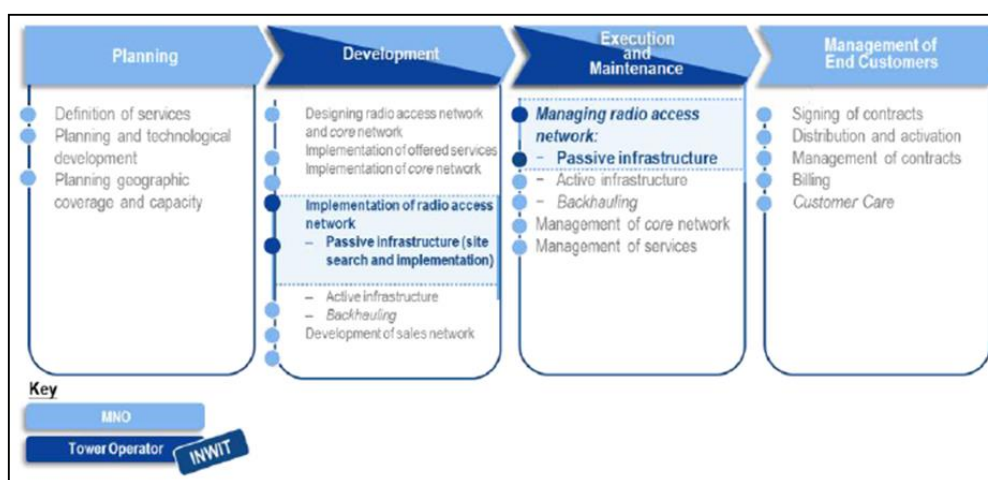 Planning
Definition of services
Planning and technological
development
Planning geographic
coverage and capacity
Development
Designing radio access network
and core network
Implementation of offered services
Implementation of core network
Implementation of radio access
network
– Passive infrastructure (site
search and implementation)
– Active infrastructure
– Backhauling
Development of sales network
Execution
and
Maintenance
Managing radio access
network:
– Passive infrastructure
– Active infrastructure
– Backhauling
Management of core network
Management of services
Management of
End Customers
Signing of contracts
Distribution and activation
Management of contracts
Billing
Customer Care
Key
MNO
Tower Operator
INWIT